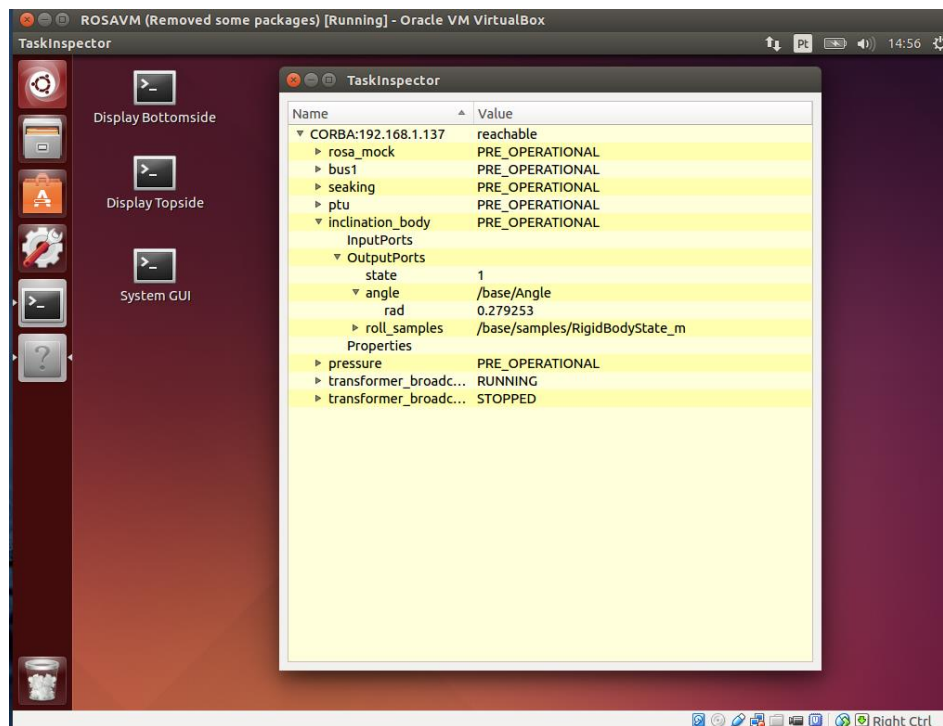 ROSAVM (Removed some packages) [Running] - Oracle VM VirtualBox
TaskInspector Pt 14:56
Display Bottomside
Display Topside
System GUI
TaskInspector
Name Value
CORBA:192.168.1.137 reachable
rosa_mock PRE_OPERATIONAL
bus1 PRE_OPERATIONAL
seaking PRE_OPERATIONAL
ptu PRE_OPERATIONAL
inclination_body PRE_OPERATIONAL
InputPorts
OutputPorts
state 1
angle /base/Angle
rad 0.279253
roll_samples /base/samples/RigidBodyState_m
Properties
pressure PRE_OPERATIONAL
transformer_broadc... RUNNING
transformer_broadc... STOPPED
Right Ctrl